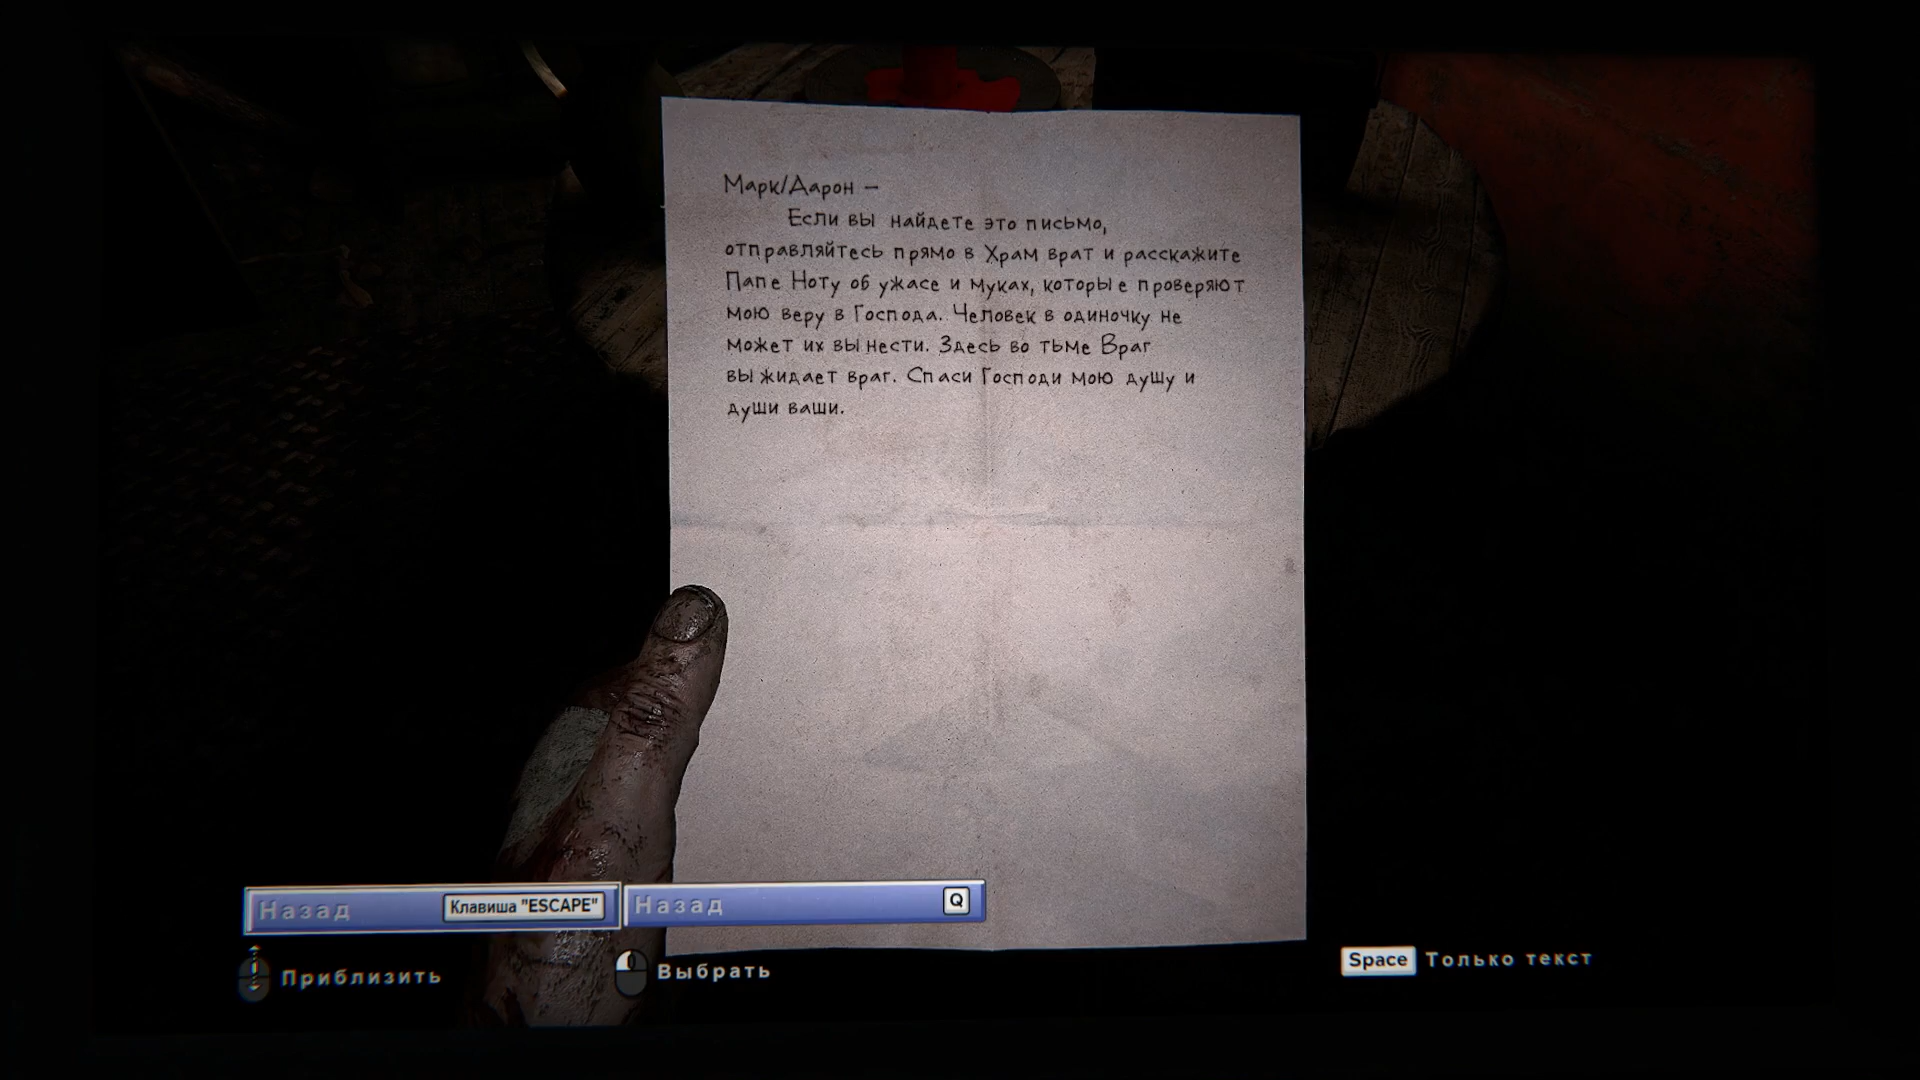 Марк/Дарон –
Если вы найдете это письмо,
отправляйтесь прямо в Храм врат и расскажите
Папе Ноту об ужасе и муках, которые проверяют
мою веру в Господа. Человек в одиночку не
может их вынести. Здесь во тьме Враг
выжидает враг. Спаси Господи мою душу и
души ваши.
Назад Клавиша "ESCAPE" Назад Q
Приблизить Выбрать Space Только текст